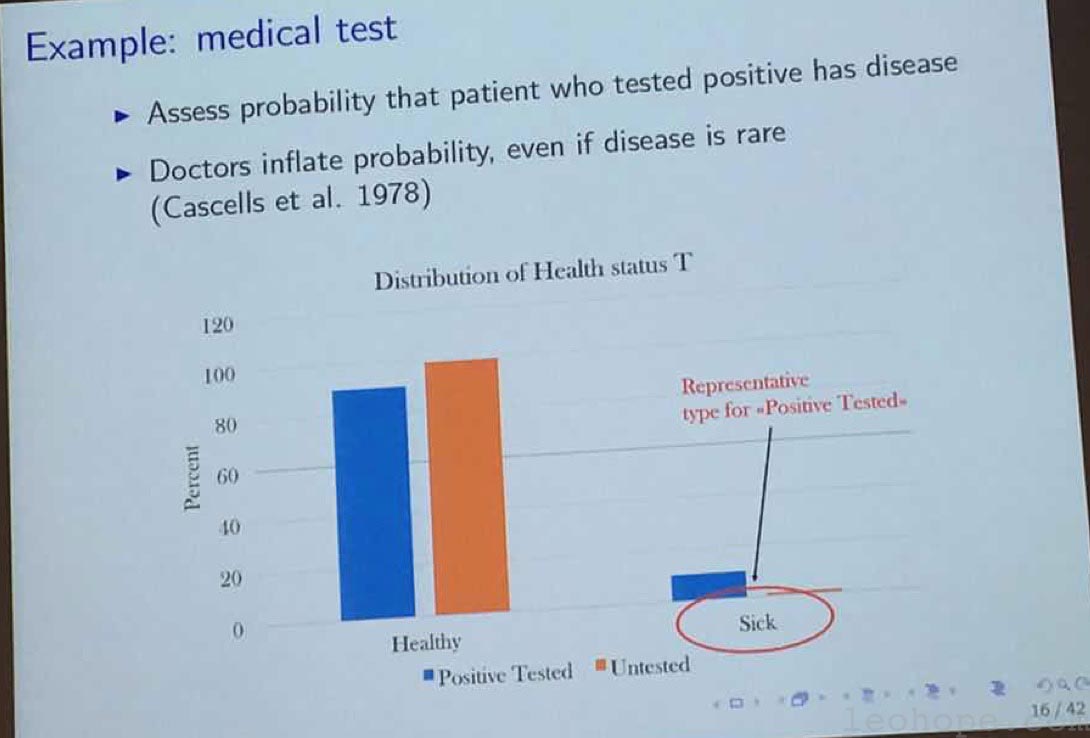 Example: medical test
► Assess probability that patient who tested positive has disease
► Doctors inflate probability, even if disease is rare
(Cascells et al. 1978)
Distribution of Health status T
120
100
80
60
40
20
0
Percent
Representative
type for «Positive Tested»
Healthy
Sick
Positive Tested
Untested
16 / 42